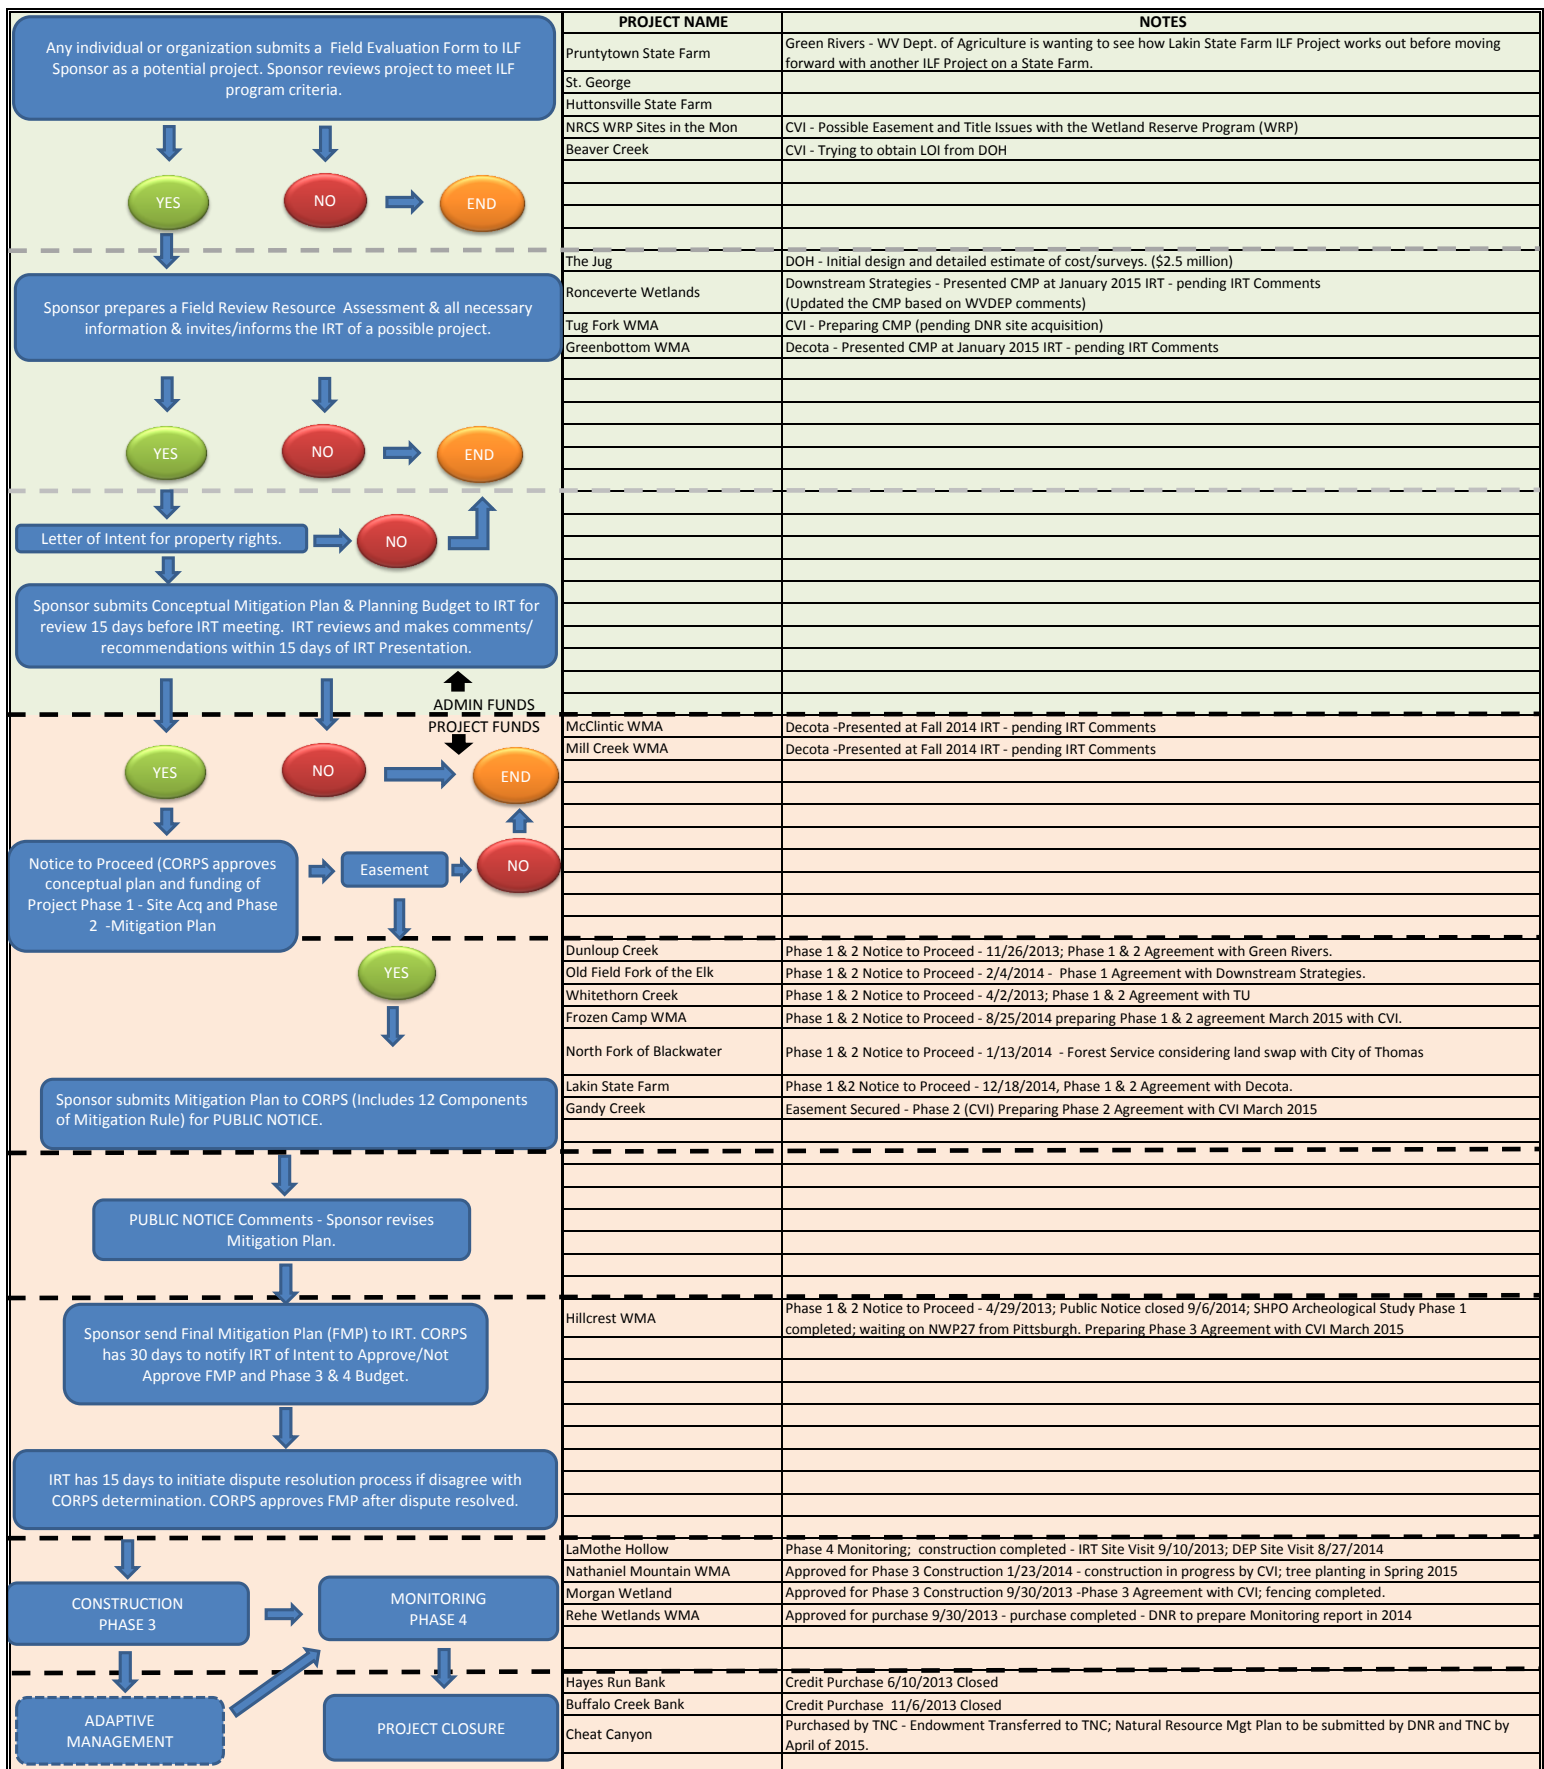 PROJECT NAME
NOTES
Any individual or organization submits a Field Evaluation Form to ILF
Sponsor as a potential project. Sponsor reviews project to meet ILF
program criteria.
YES
NO
END
Pruntytown State Farm
Green Rivers - WV Dept. of Agriculture is wanting to see how Lakin State Farm ILF Project works out before moving
forward with another ILF Project on a State Farm.
St. George
Huttonsville State Farm
NRCS WRP Sites in the Mon
CVI - Possible Easement and Title Issues with the Wetland Reserve Program (WRP)
Beaver Creek
CVI - Trying to obtain LOI from DOH
Sponsor prepares a Field Review Resource Assessment & all necessary
information & invites/informs the IRT of a possible project.
YES
NO
END
The Jug
DOH - Initial design and detailed estimate of cost/surveys. ($2.5 million)
Ronceverte Wetlands
Downstream Strategies - Presented CMP at January 2015 IRT - pending IRT Comments
(Updated the CMP based on WVDEP comments)
Tug Fork WMA
CVI - Preparing CMP (pending DNR site acquisition)
Greenbottom WMA
Decota - Presented CMP at January 2015 IRT - pending IRT Comments
Letter of Intent for property rights.
NO
Sponsor submits Conceptual Mitigation Plan & Planning Budget to IRT for
review 15 days before IRT meeting. IRT reviews and makes comments/
recommendations within 15 days of IRT Presentation.
ADMIN FUNDS
PROJECT FUNDS
YES
NO
END
McClintic WMA
Decota -Presented at Fall 2014 IRT - pending IRT Comments
Mill Creek WMA
Decota -Presented at Fall 2014 IRT - pending IRT Comments
Notice to Proceed (CORPS approves
conceptual plan and funding of
Project Phase 1 - Site Acq and Phase
2 -Mitigation Plan
Easement
NO
YES
Dunloup Creek
Phase 1 & 2 Notice to Proceed - 11/26/2013; Phase 1 & 2 Agreement with Green Rivers.
Old Field Fork of the Elk
Phase 1 & 2 Notice to Proceed - 2/4/2014 - Phase 1 Agreement with Downstream Strategies.
Whitethorn Creek
Phase 1 & 2 Notice to Proceed - 4/2/2013; Phase 1 & 2 Agreement with TU
Frozen Camp WMA
Phase 1 & 2 Notice to Proceed - 8/25/2014 preparing Phase 1 & 2 agreement March 2015 with CVI.
North Fork of Blackwater
Phase 1 & 2 Notice to Proceed - 1/13/2014 - Forest Service considering land swap with City of Thomas
Lakin State Farm
Phase 1 &2 Notice to Proceed - 12/18/2014, Phase 1 & 2 Agreement with Decota.
Gandy Creek
Easement Secured - Phase 2 (CVI) Preparing Phase 2 Agreement with CVI March 2015
Sponsor submits Mitigation Plan to CORPS (Includes 12 Components
of Mitigation Rule) for PUBLIC NOTICE.
PUBLIC NOTICE Comments - Sponsor revises
Mitigation Plan.
Sponsor send Final Mitigation Plan (FMP) to IRT. CORPS
has 30 days to notify IRT of Intent to Approve/Not
Approve FMP and Phase 3 & 4 Budget.
Hillcrest WMA
Phase 1 & 2 Notice to Proceed - 4/29/2013; Public Notice closed 9/6/2014; SHPO Archeological Study Phase 1
completed; waiting on NWP27 from Pittsburgh. Preparing Phase 3 Agreement with CVI March 2015
IRT has 15 days to initiate dispute resolution process if disagree with
CORPS determination. CORPS approves FMP after dispute resolved.
LaMothe Hollow
Phase 4 Monitoring; construction completed - IRT Site Visit 9/10/2013; DEP Site Visit 8/27/2014
Nathaniel Mountain WMA
Approved for Phase 3 Construction 1/23/2014 - construction in progress by CVI; tree planting in Spring 2015
Morgan Wetland
Approved for Phase 3 Construction 9/30/2013 -Phase 3 Agreement with CVI; fencing completed.
Rehe Wetlands WMA
Approved for purchase 9/30/2013 - purchase completed - DNR to prepare Monitoring report in 2014
CONSTRUCTION
PHASE 3
MONITORING
PHASE 4
ADAPTIVE
MANAGEMENT
PROJECT CLOSURE
Hayes Run Bank
Credit Purchase 6/10/2013 Closed
Buffalo Creek Bank
Credit Purchase 11/6/2013 Closed
Cheat Canyon
Purchased by TNC - Endowment Transferred to TNC; Natural Resource Mgt Plan to be submitted by DNR and TNC by
April of 2015.